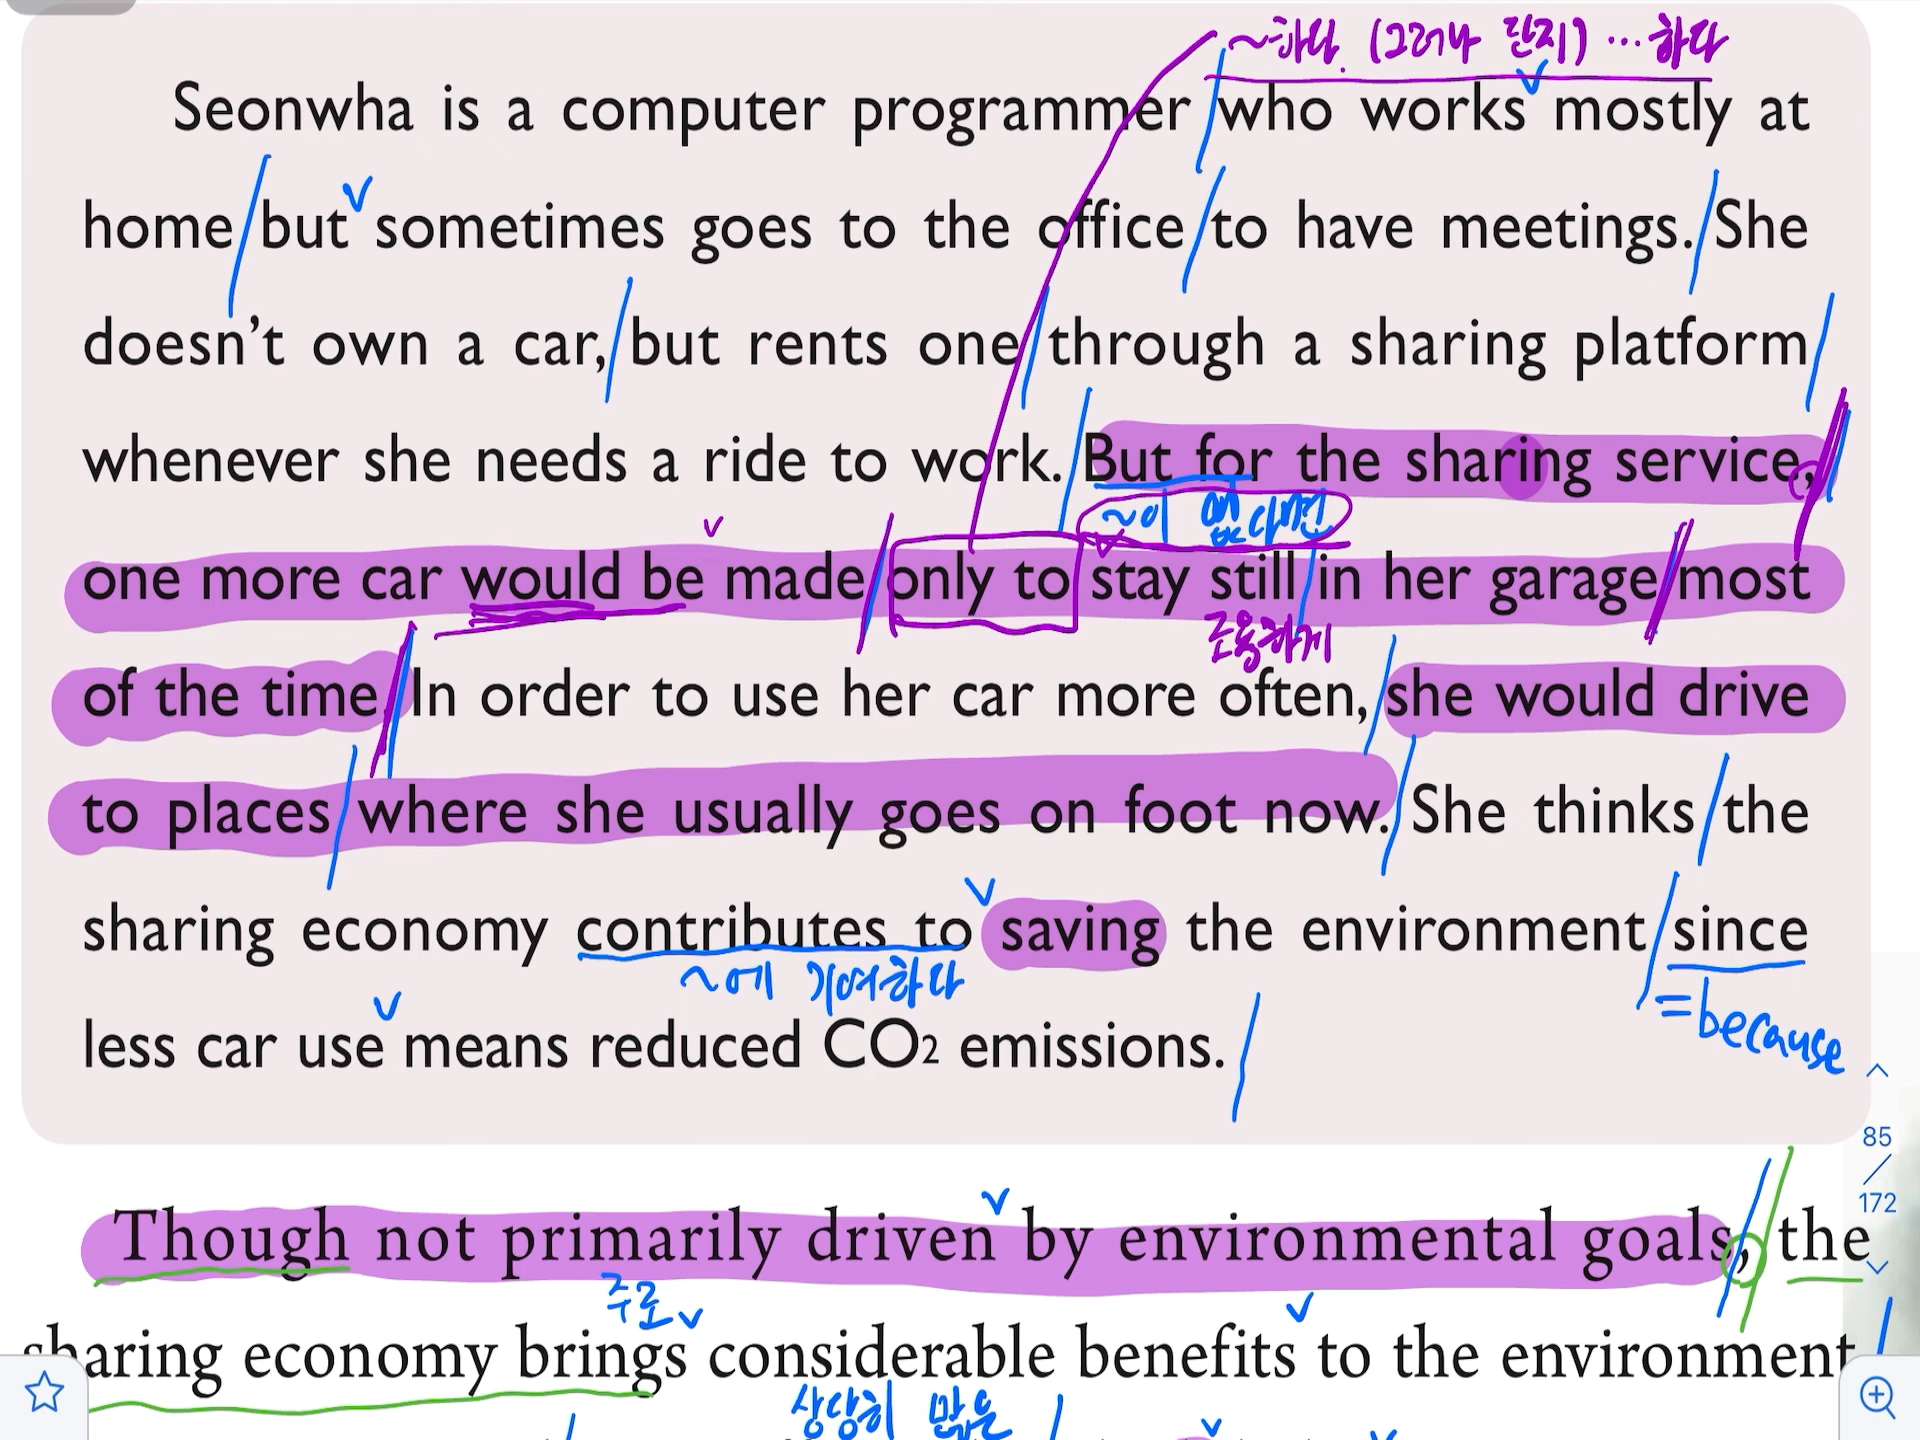 ~하다. (그러나 단지) …하다
Seonwha is a computer programmer who works mostly at
home but sometimes goes to the office to have meetings. She
doesn’t own a car, but rents one through a sharing platform
whenever she needs a ride to work. But for the sharing service,
~이 없다면
one more car would be made only to stay still in her garage most
조용하게
of the time. In order to use her car more often, she would drive
to places where she usually goes on foot now. She thinks the
sharing economy contributes to saving the environment since
~에 기여하다
=because
less car use means reduced CO2 emissions.
85
172
Though not primarily driven by environmental goals, the
주로
sharing economy brings considerable benefits to the environment
상당히 많은